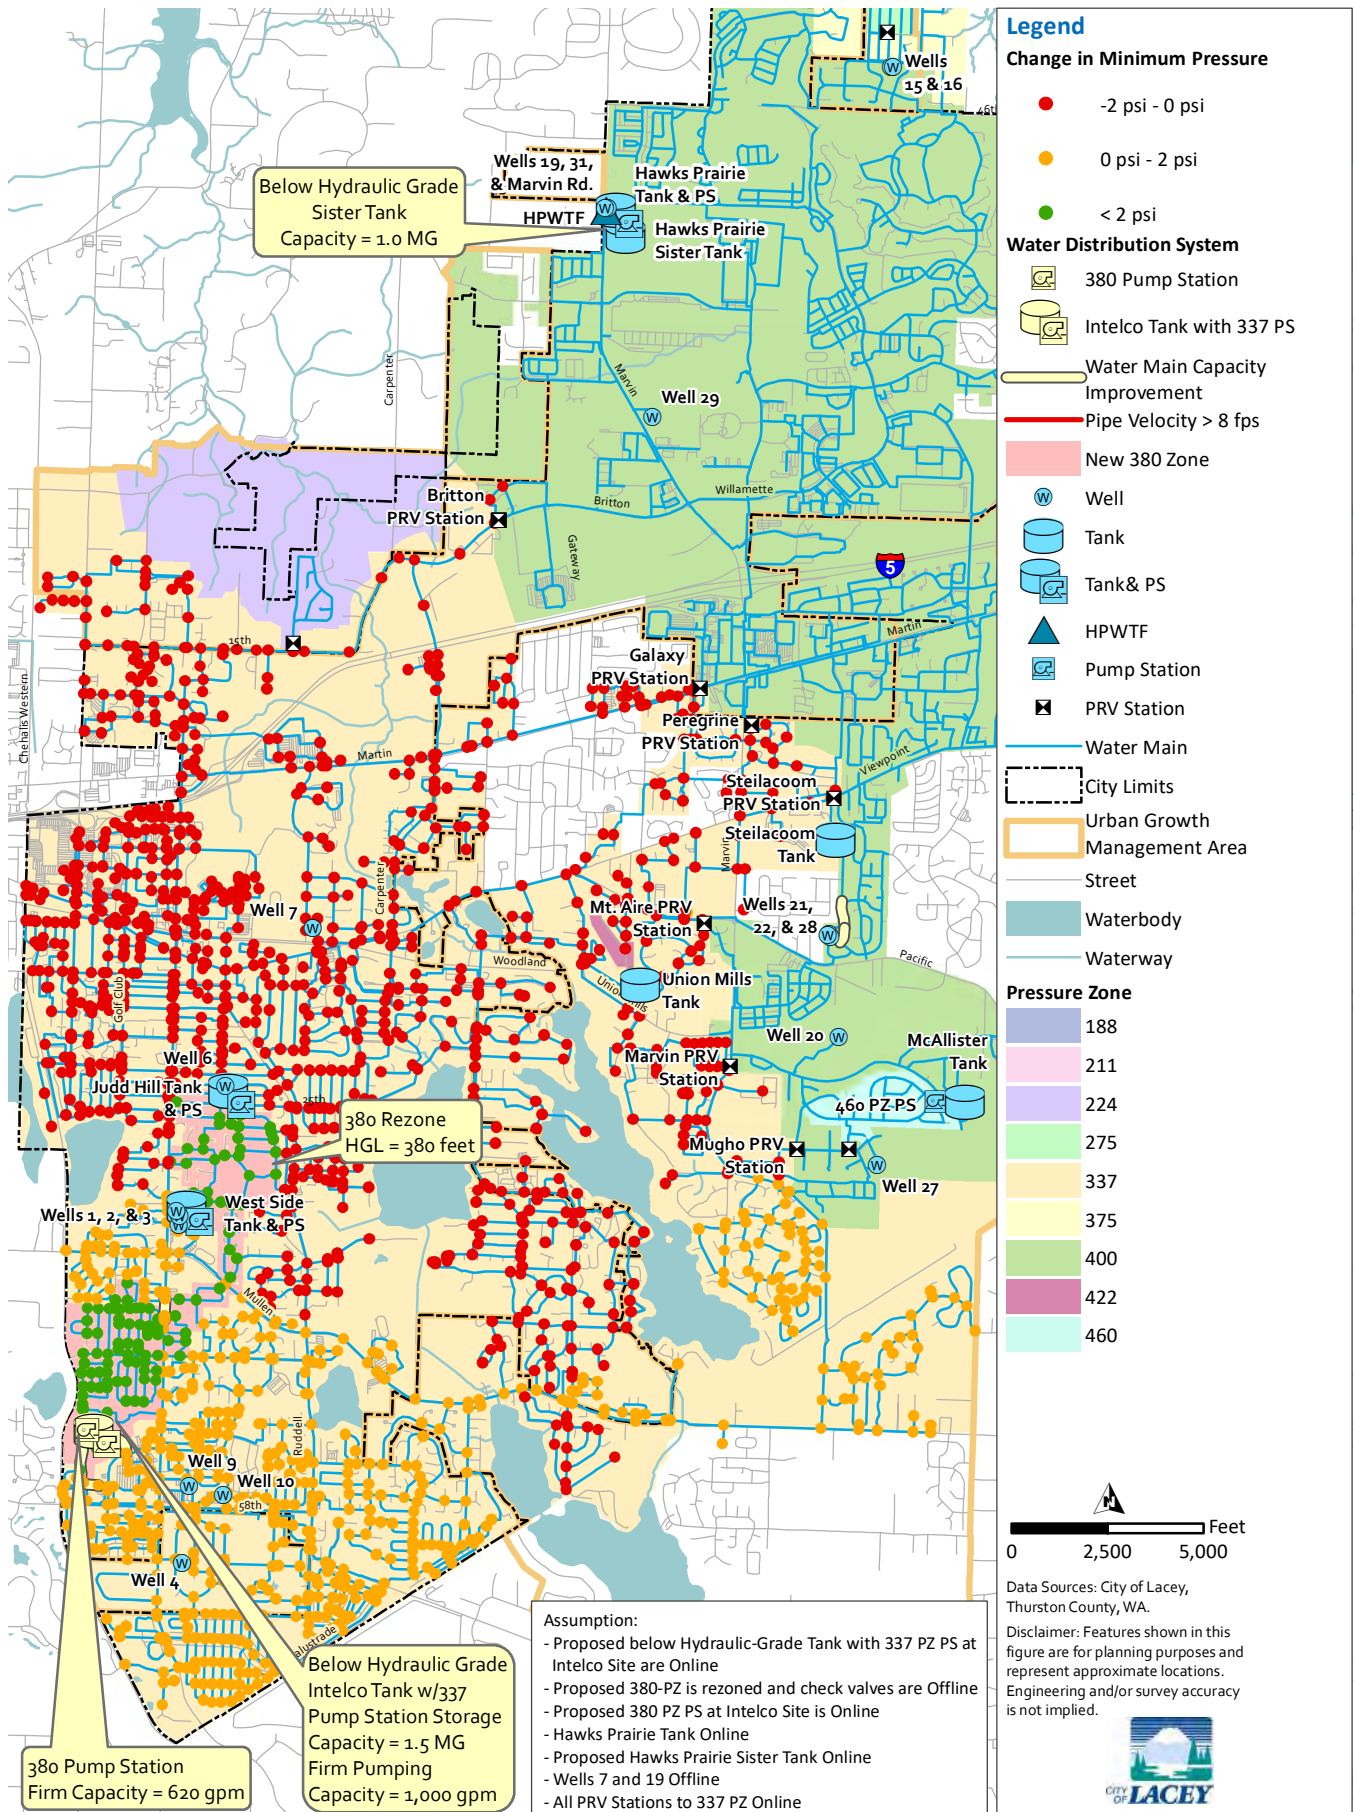 Wells
15 & 16
46th
Wells 19, 31,
& Marvin Rd.
Hawks Prairie
Tank & PS
HPWTF
Hawks Prairie
Sister Tank
Below Hydraulic Grade
Sister Tank
Capacity = 1.0 MG
Carpenter
Marvin
Well 29
Willamette
Britton
Britton
PRV Station
Gateway
5
15th
Martin
Galaxy
PRV Station
Chehalis Western
Peregrine
PRV Station
Martin
Viewpoint
Steilacoom
PRV Station
Steilacoom
Tank
Marvin
Carpenter
Well 7
Mt. Aire PRV
Station
Wells 21,
22, & 28
Woodland
Pacific
Golf Club
Union Mills
Union Mills
Tank
Well 20
McAllister
Tank
Well 6
Judd Hill Tank
& PS
25th
Marvin PRV
Station
460 PZ PS
380 Rezone
HGL = 380 feet
Mugho PRV
Station
Well 27
Wells 1, 2, & 3
West Side
Tank & PS
Mullen
Ruddell
Well 9
Well 10
58th
Well 4
alustrade
380 Pump Station
Firm Capacity = 620 gpm
Below Hydraulic Grade
Intelco Tank w/337
Pump Station Storage
Capacity = 1.5 MG
Firm Pumping
Capacity = 1,000 gpm
Assumption:
- Proposed below Hydraulic-Grade Tank with 337 PZ PS at
Intelco Site are Online
- Proposed 380-PZ is rezoned and check valves are Offline
- Proposed 380 PZ PS at Intelco Site is Online
- Hawks Prairie Tank Online
- Proposed Hawks Prairie Sister Tank Online
- Wells 7 and 19 Offline
- All PRV Stations to 337 PZ Online
Legend
Change in Minimum Pressure
-2 psi - 0 psi
0 psi - 2 psi
< 2 psi
Water Distribution System
380 Pump Station
Intelco Tank with 337 PS
Water Main Capacity
Improvement
Pipe Velocity > 8 fps
New 380 Zone
W Well
Tank
Tank& PS
HPWTF
Pump Station
PRV Station
Water Main
City Limits
Urban Growth
Management Area
Street
Waterbody
Waterway
Pressure Zone
188
211
224
275
337
375
400
422
460
N
Feet
0 2,500 5,000
Data Sources: City of Lacey,
Thurston County, WA.
Disclaimer: Features shown in this
figure are for planning purposes and
represent approximate locations.
Engineering and/or survey accuracy
is not implied.
CITY OF LACEY